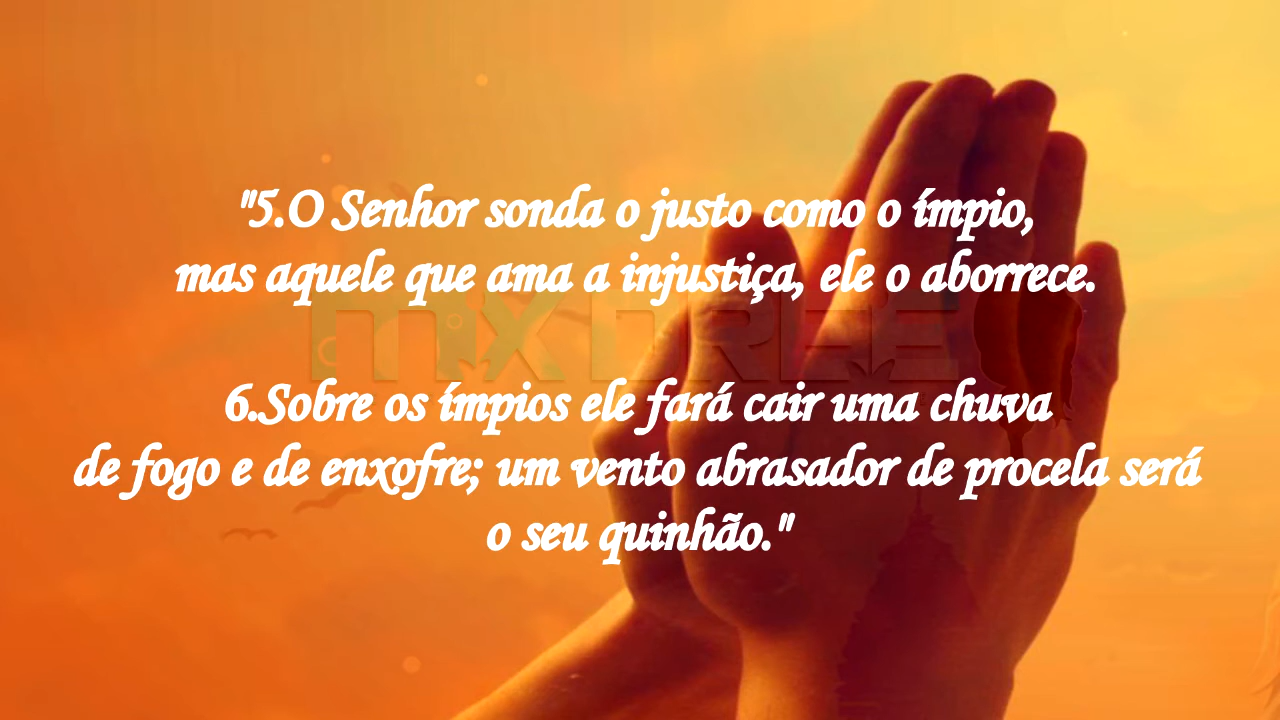 "5.O Senhor sonda o justo como o ímpio,
mas aquele que ama a injustiça, ele o aborrece.
MIXTREE
6.Sobre os ímpios ele fará cair uma chuva
de fogo e de enxofre; um vento abrasador de procela será
o seu quinhão."